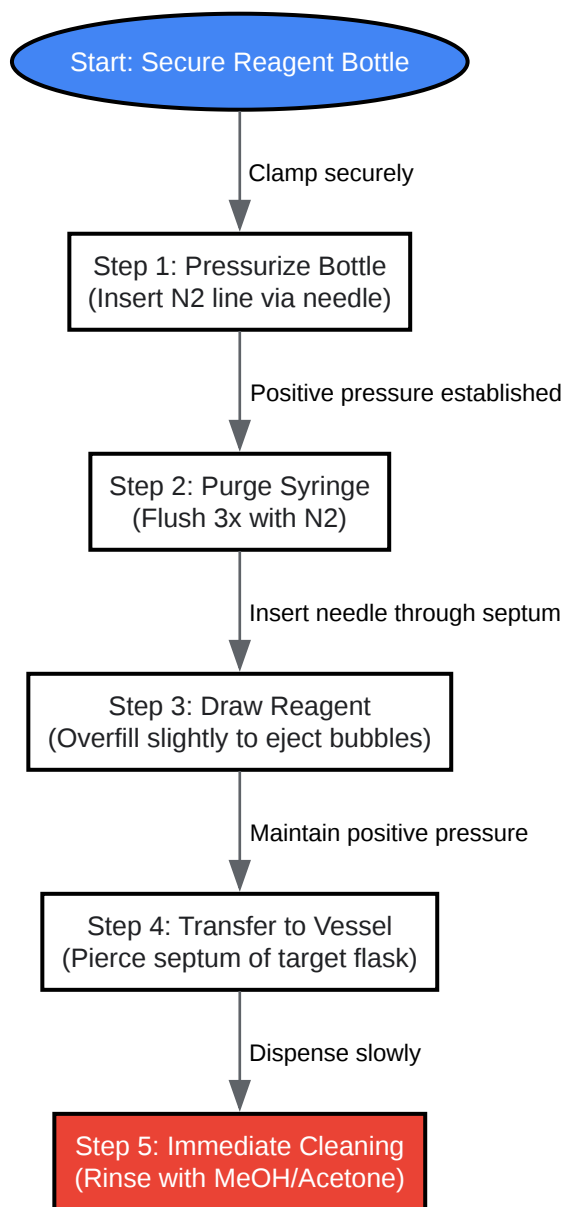 Start: Secure Reagent Bottle
Clamp securely
Step 1: Pressurize Bottle
(Insert N2 line via needle)
Positive pressure established
Step 2: Purge Syringe
(Flush 3x with N2)
Insert needle through septum
Step 3: Draw Reagent
(Overfill slightly to eject bubbles)
Maintain positive pressure
Step 4: Transfer to Vessel
(Pierce septum of target flask)
Dispense slowly
Step 5: Immediate Cleaning
(Rinse with MeOH/Acetone)